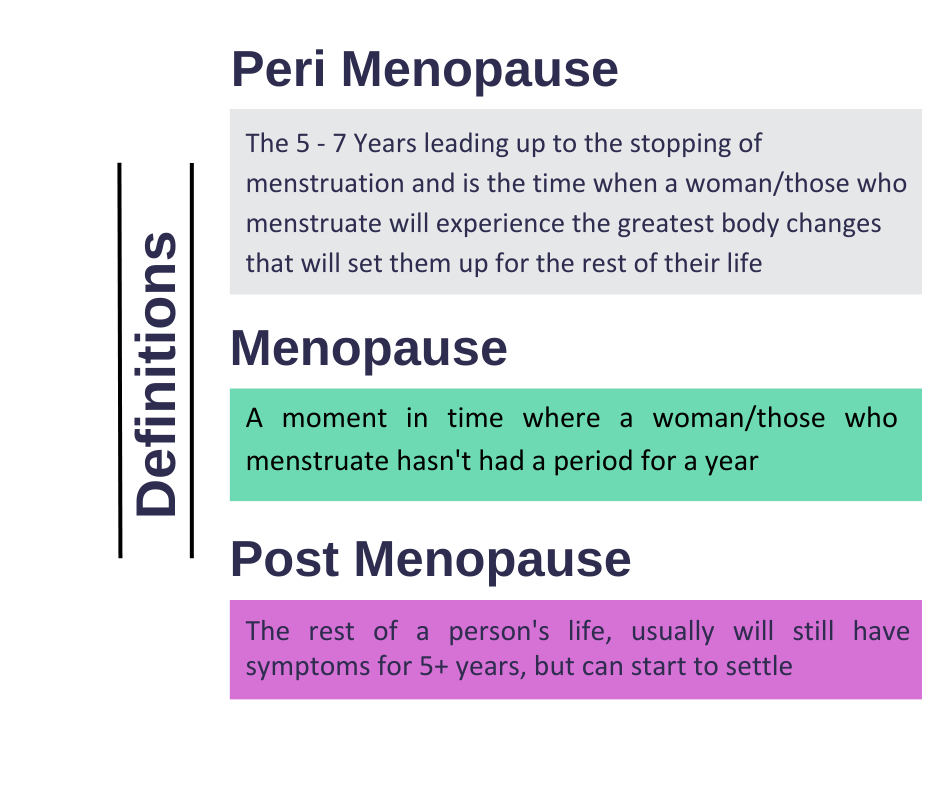 Definitions
Peri Menopause
The 5 - 7 Years leading up to the stopping of
menstruation and is the time when a woman/those who
menstruate will experience the greatest body changes
that will set them up for the rest of their life
Menopause
A moment in time where a woman/those who
menstruate hasn't had a period for a year
Post Menopause
The rest of a person's life, usually will still have
symptoms for 5+ years, but can start to settle